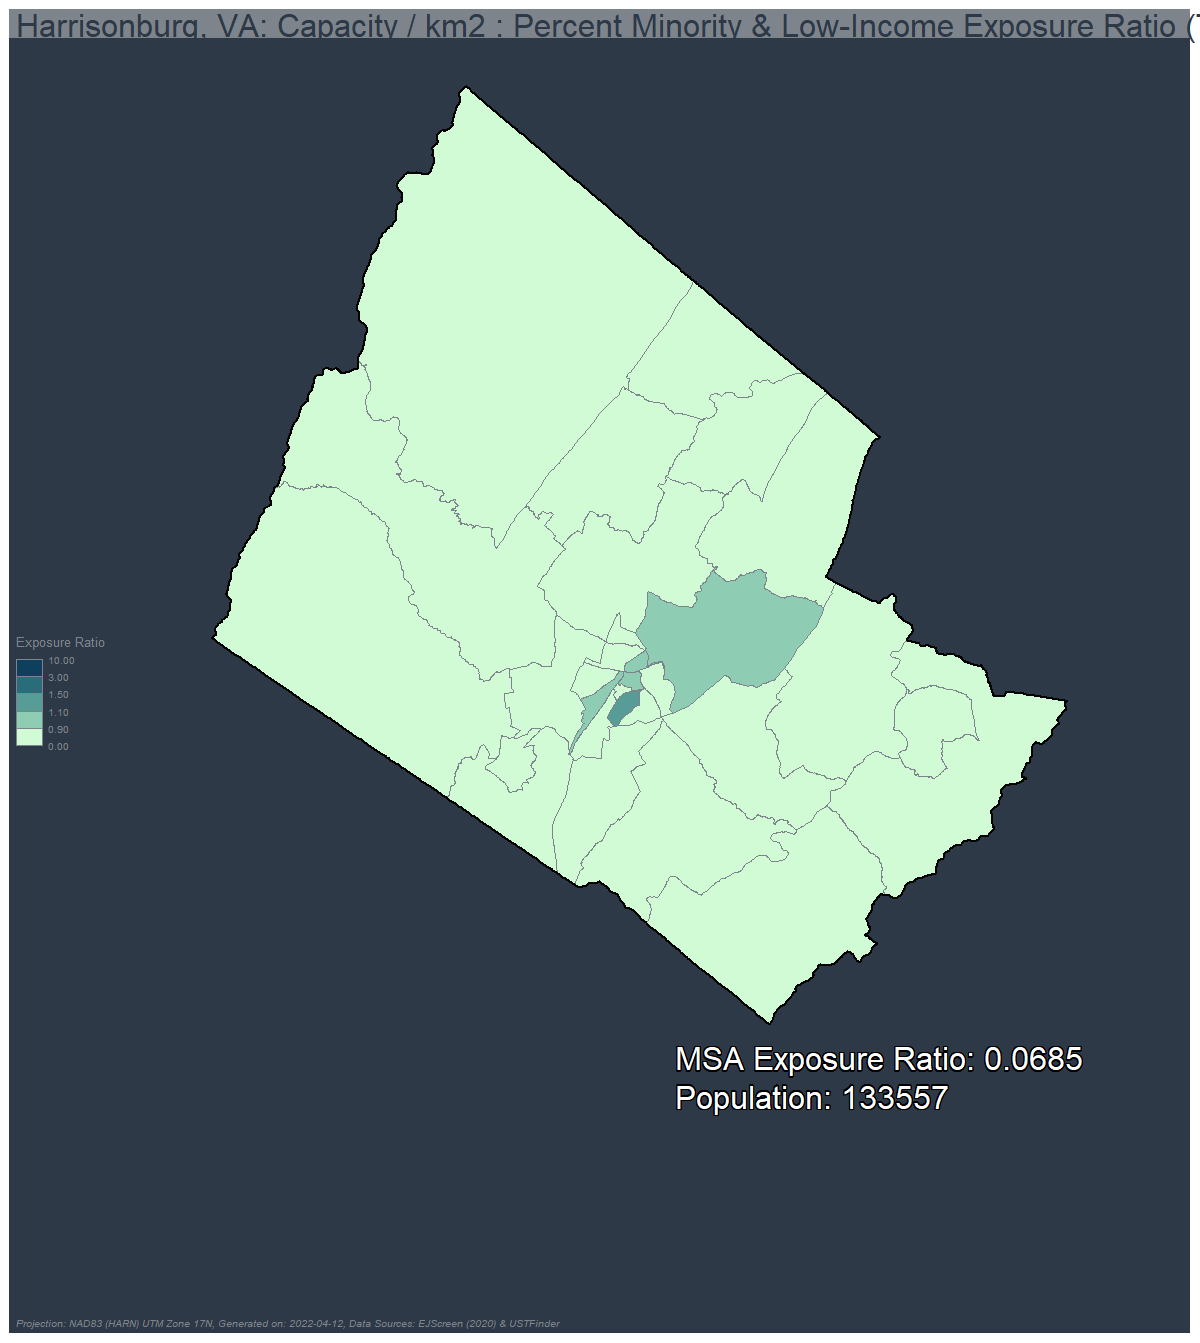 Harrisonburg, VA: Capacity / km2 : Percent Minority & Low-Income Exposure Ratio (
Exposure Ratio
10.00
3.00
1.50
1.10
0.90
0.00
MSA Exposure Ratio: 0.0685
Population: 133557
Projection: NAD83 (HARN) UTM Zone 17N, Generated on: 2022-04-12, Data Sources: EJScreen (2020) & USTFinder